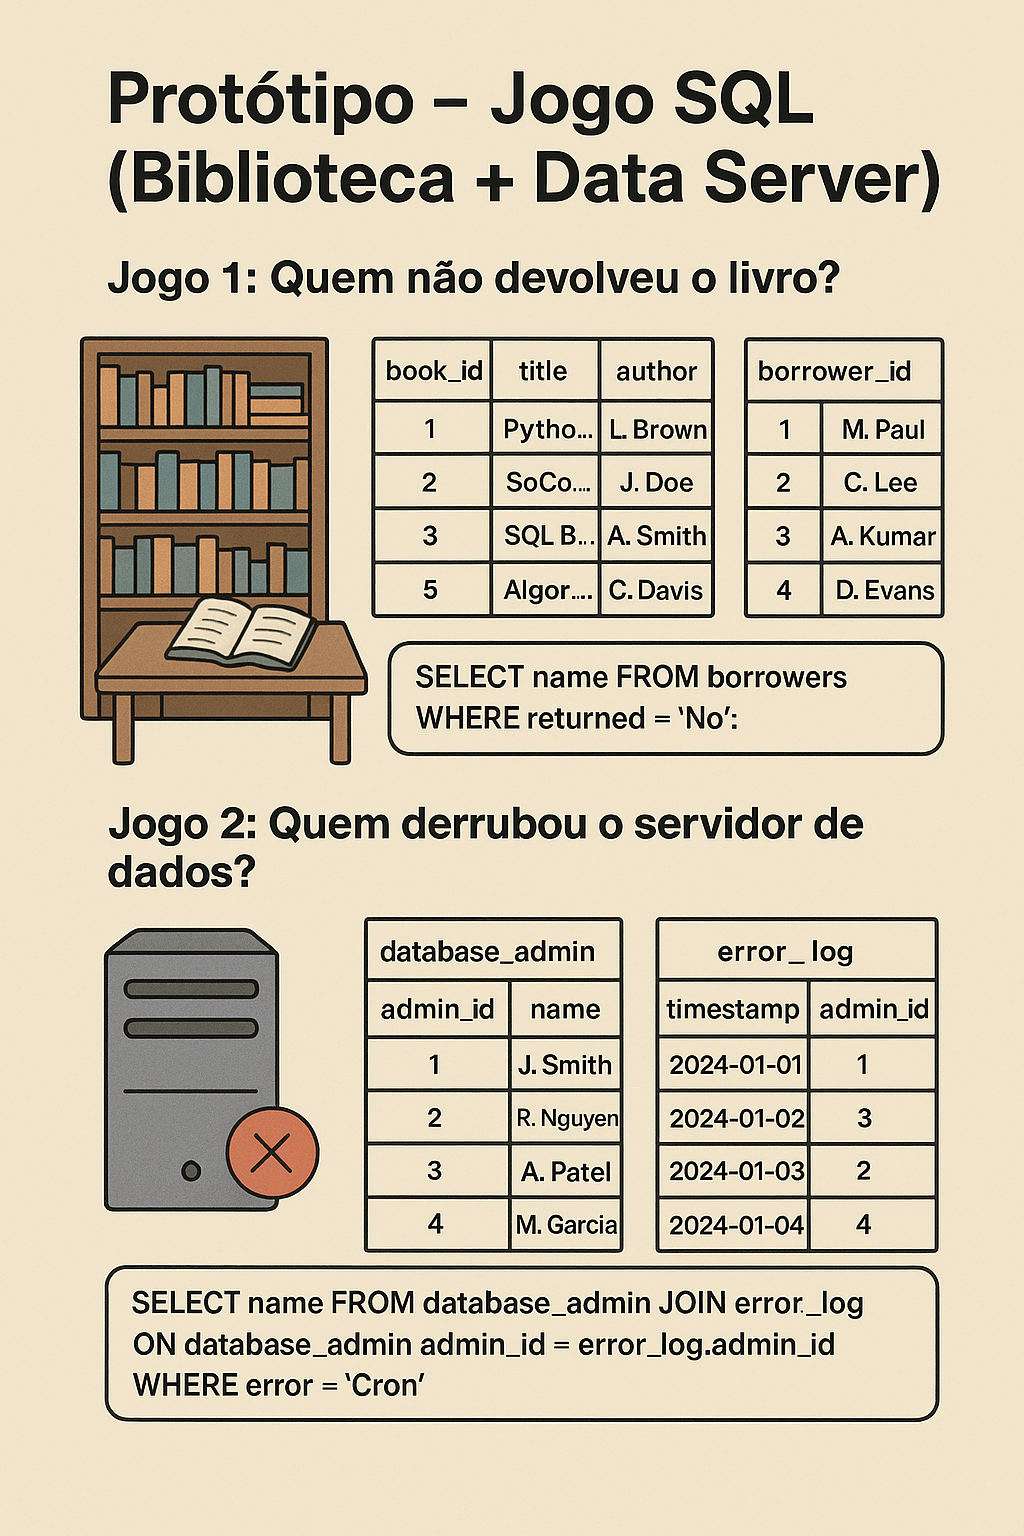 Protótipo – Jogo SQL
(Biblioteca + Data Server)
Jogo 1: Quem não devolveu o livro?
book_id title author
1 Pytho... L. Brown
2 SoCo... J. Doe
3 SQL B... A. Smith
5 Algor.... C. Davis
borrower_id
1 M. Paul
2 C. Lee
3 A. Kumar
4 D. Evans
SELECT name FROM borrowers
WHERE returned = ‘No’:
Jogo 2: Quem derrubou o servidor de
dados?
database_admin
admin_id name
1 J. Smith
2 R. Nguyen
3 A. Patel
4 M. Garcia
error_ log
timestamp admin_id
2024-01-01 1
2024-01-02 3
2024-01-03 2
2024-01-04 4
SELECT name FROM database_admin JOIN error._log
ON database_admin admin_id = error_log.admin_id
WHERE error = ‘Cron’